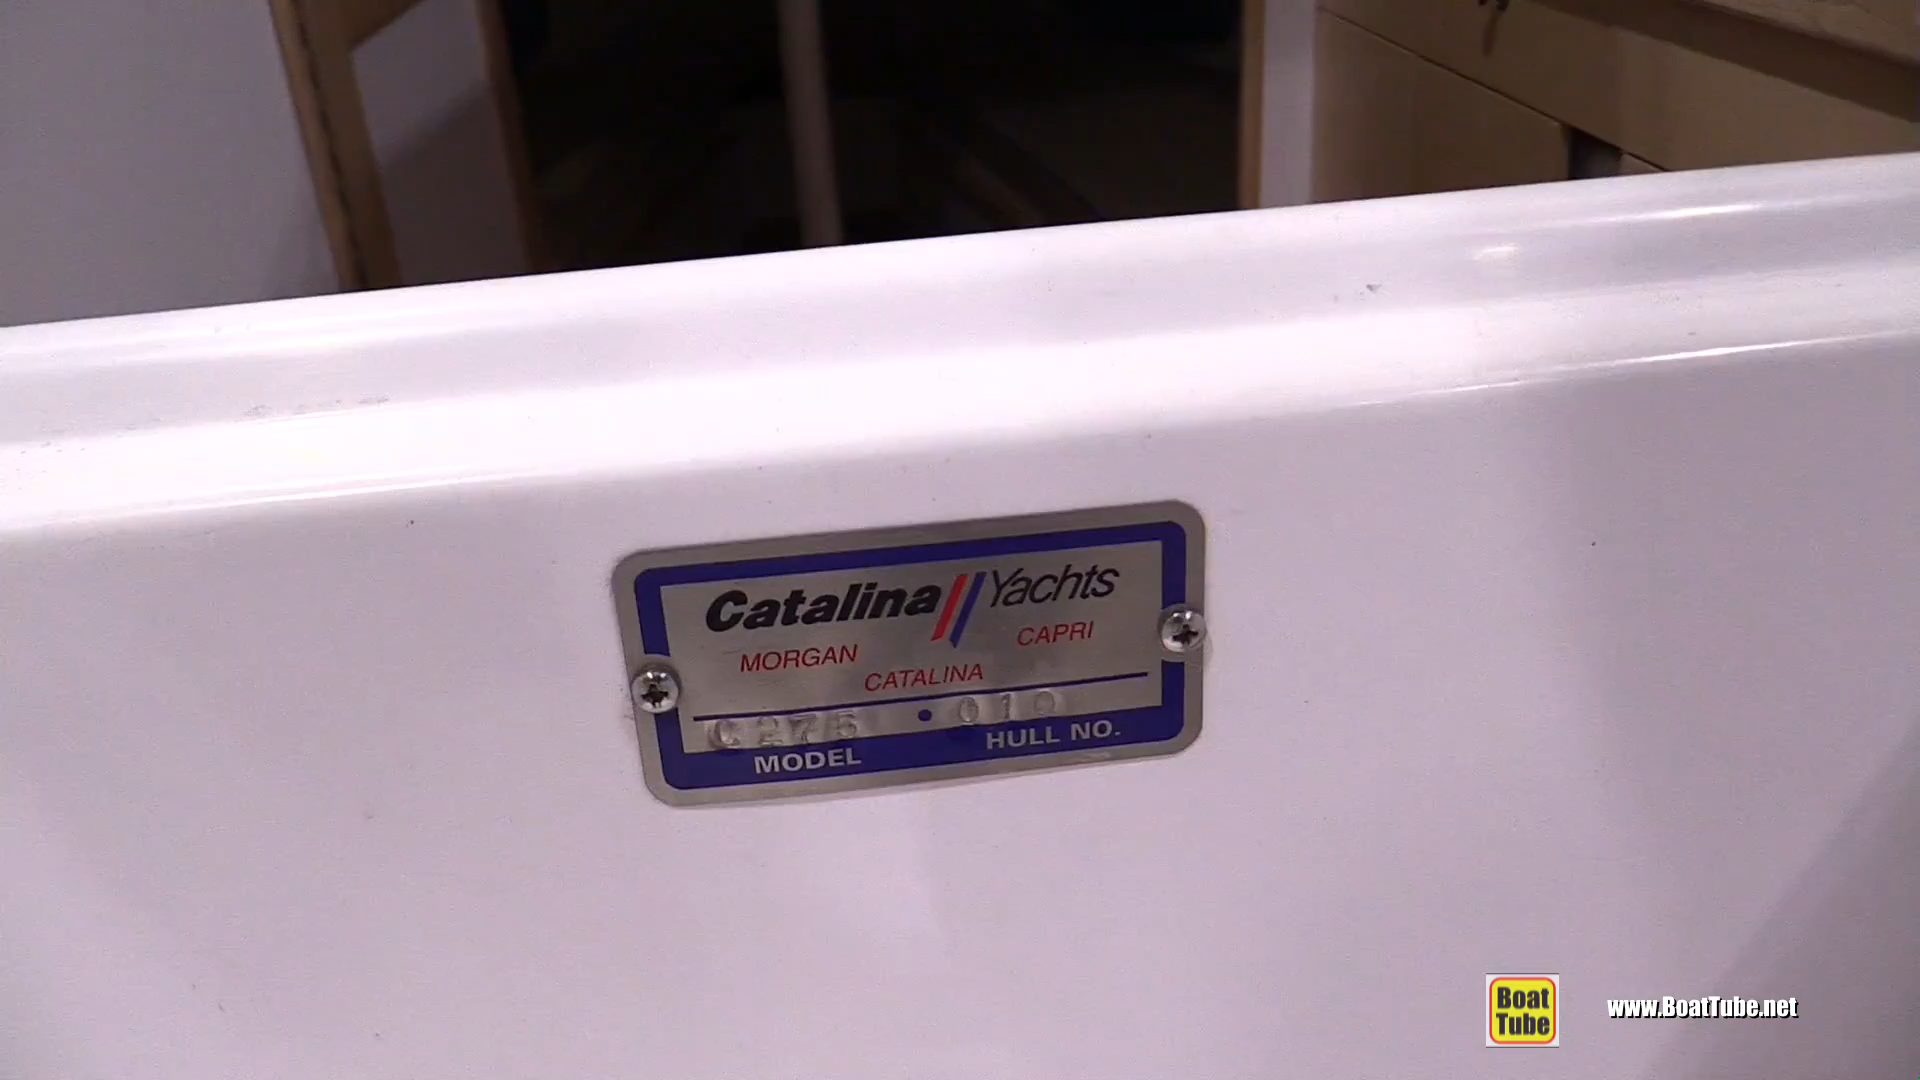 Catalina Yachts
MORGAN CAPRI
CATALINA
C275 • 010
MODEL HULL NO.
Boat
Tube
www.BoatTube.net